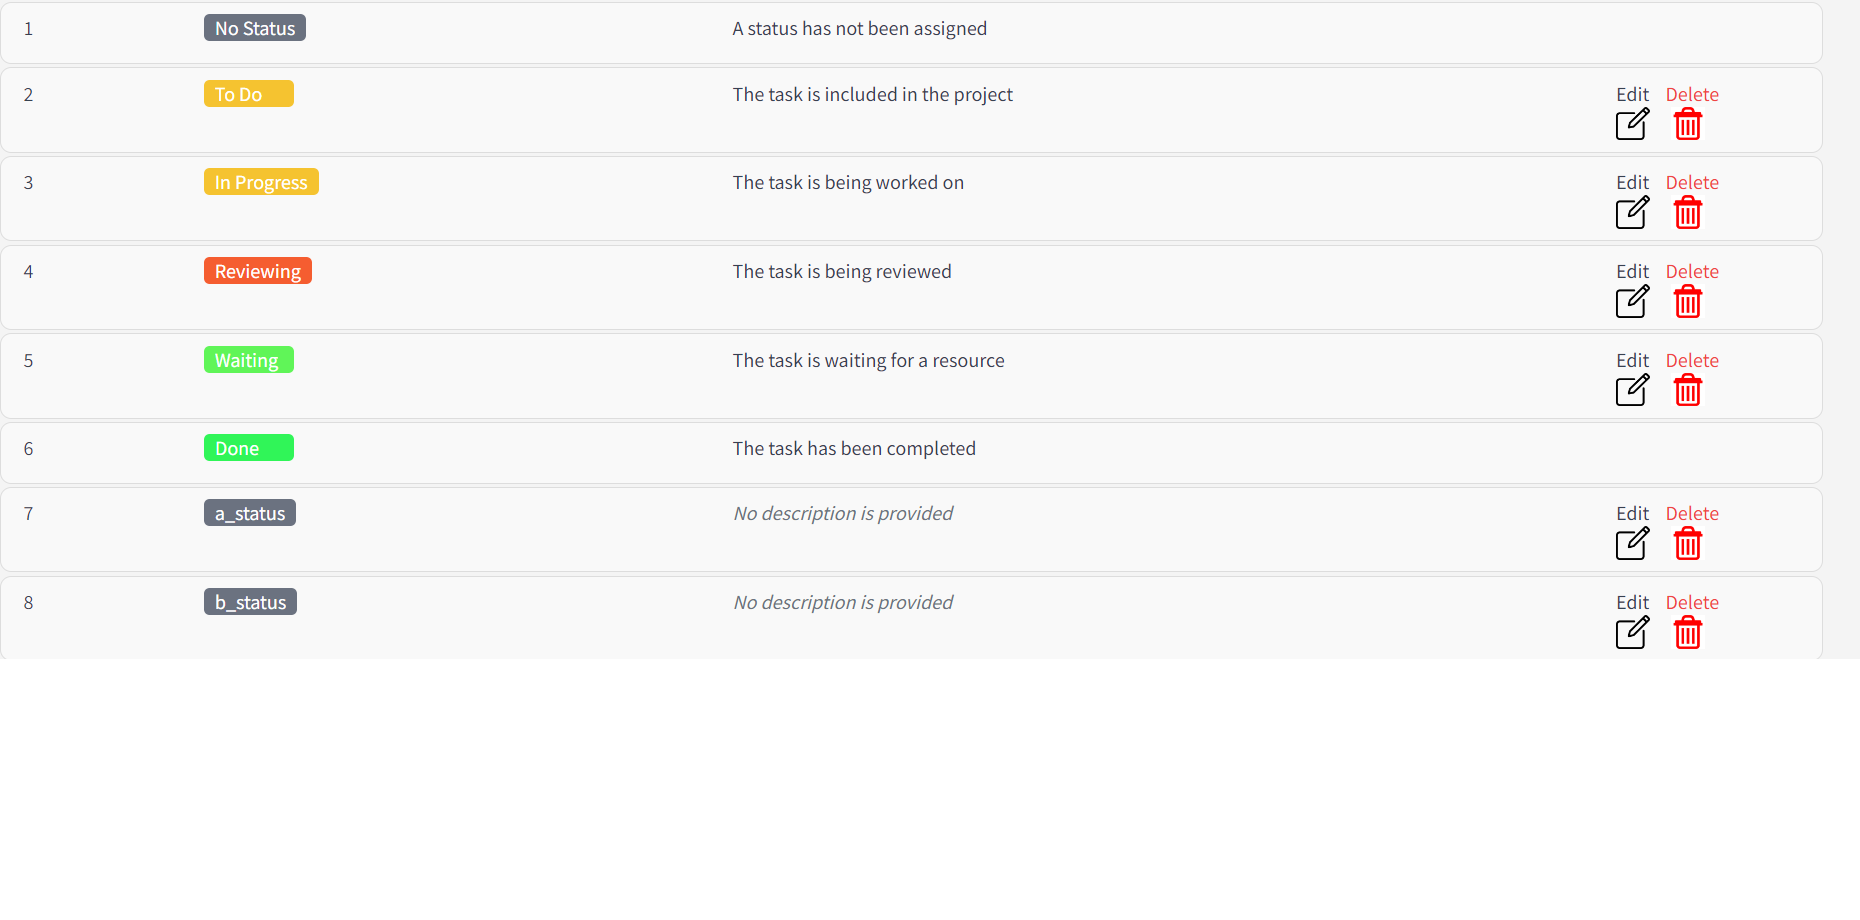 1 No Status A status has not been assigned
2 To Do The task is included in the project Edit Delete
3 In Progress The task is being worked on Edit Delete
4 Reviewing The task is being reviewed Edit Delete
5 Waiting The task is waiting for a resource Edit Delete
6 Done The task has been completed
7 a_status No description is provided Edit Delete
8 b_status No description is provided Edit Delete